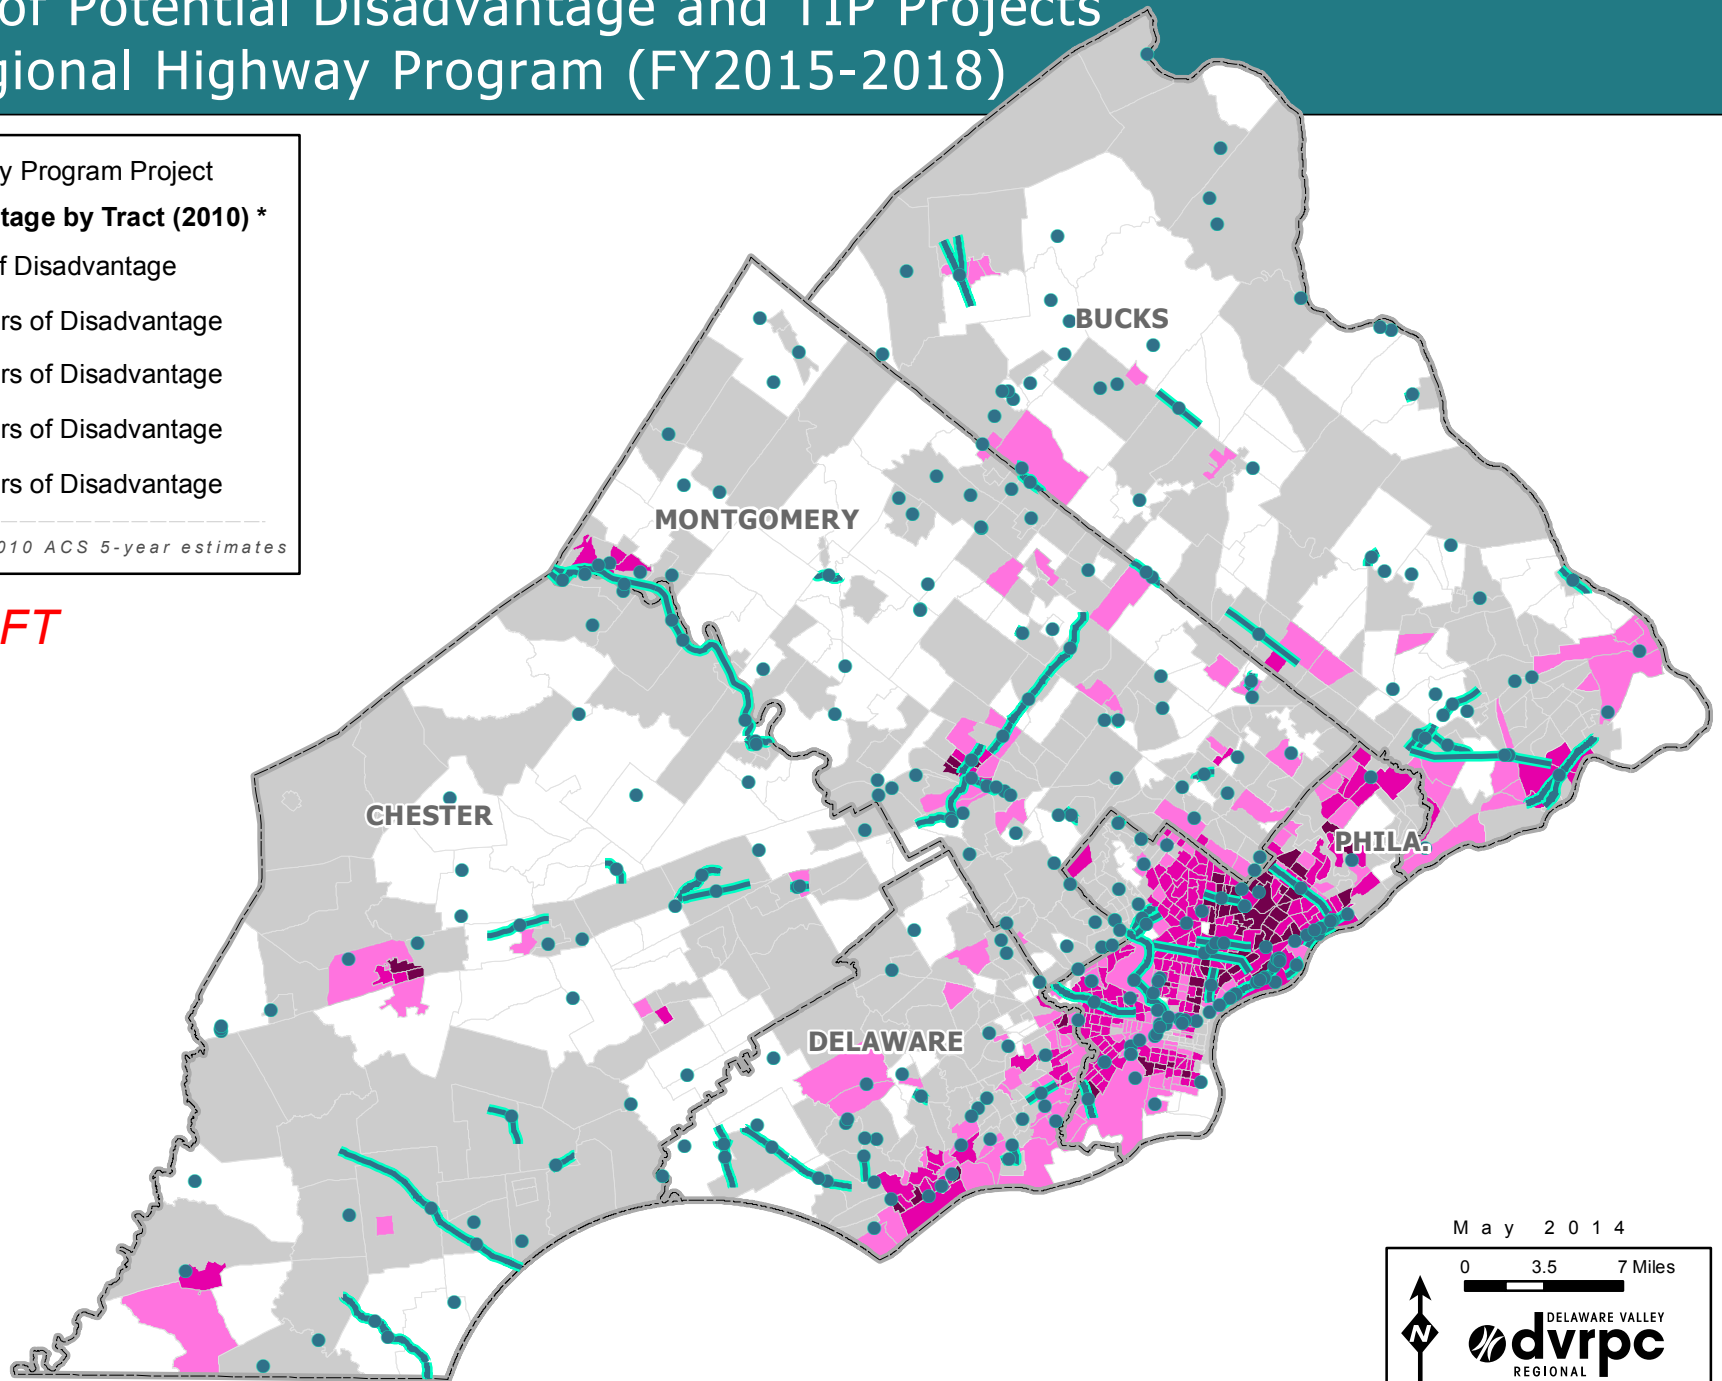 of Potential Disadvantage and TIP Projects
gional Highway Program (FY2015-2018)
y Program Project
tage by Tract (2010) *
f Disadvantage
rs of Disadvantage
rs of Disadvantage
rs of Disadvantage
rs of Disadvantage
010 ACS 5-year estimates
FT
BUCKS
MONTGOMERY
CHESTER
PHILA.
DELAWARE
May 2014
0 3.5 7 Miles
N
DELAWARE VALLEY
dvrpc
REGIONAL